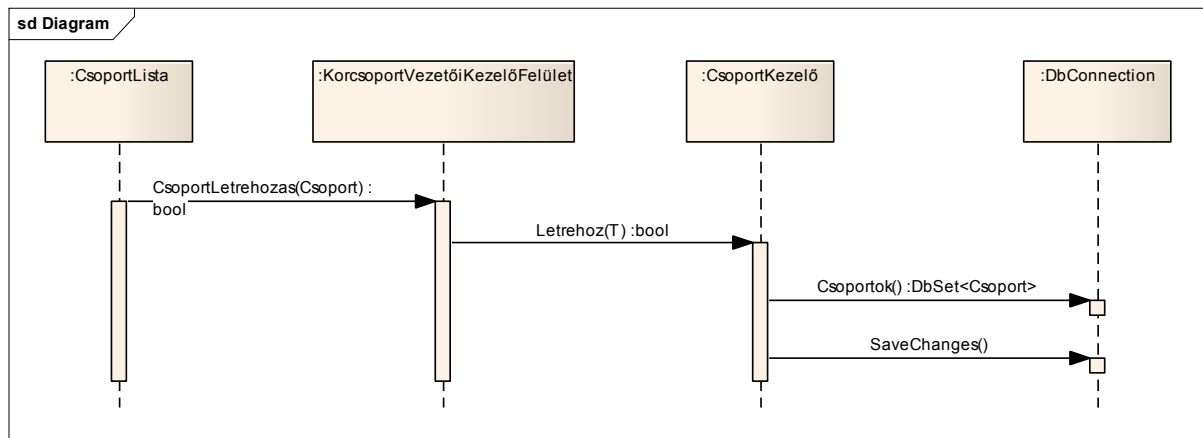 sd Diagram
:CsoportLista
:KorcsoportVezetőiKezelőFelület
:CsoportKezelő
:DbConnection
CsoportLetrehozas(Csoport) :
bool
Letrehoz(T) :bool
Csoportok() :DbSet<Csoport>
SaveChanges()